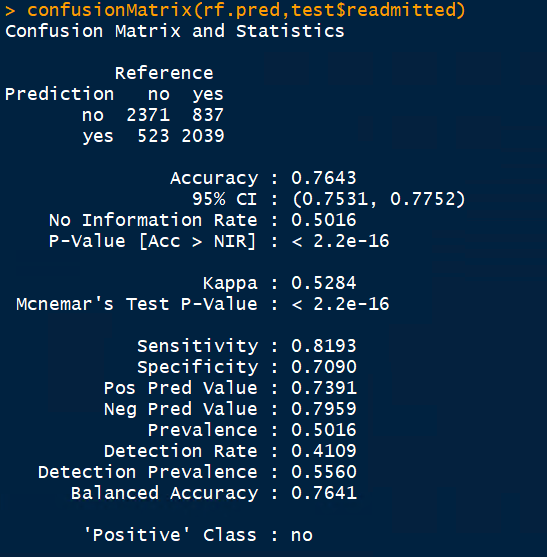 > confusionMatrix(rf.pred,test$readmitted)
Confusion Matrix and Statistics
Reference
Prediction no yes
no 2371 837
yes 523 2039
Accuracy : 0.7643
95% CI : (0.7531, 0.7752)
No Information Rate : 0.5016
P-Value [Acc > NIR] : < 2.2e-16
Kappa : 0.5284
Mcnemar's Test P-Value : < 2.2e-16
Sensitivity : 0.8193
Specificity : 0.7090
Pos Pred Value : 0.7391
Neg Pred Value : 0.7959
Prevalence : 0.5016
Detection Rate : 0.4109
Detection Prevalence : 0.5560
Balanced Accuracy : 0.7641
'Positive' Class : no